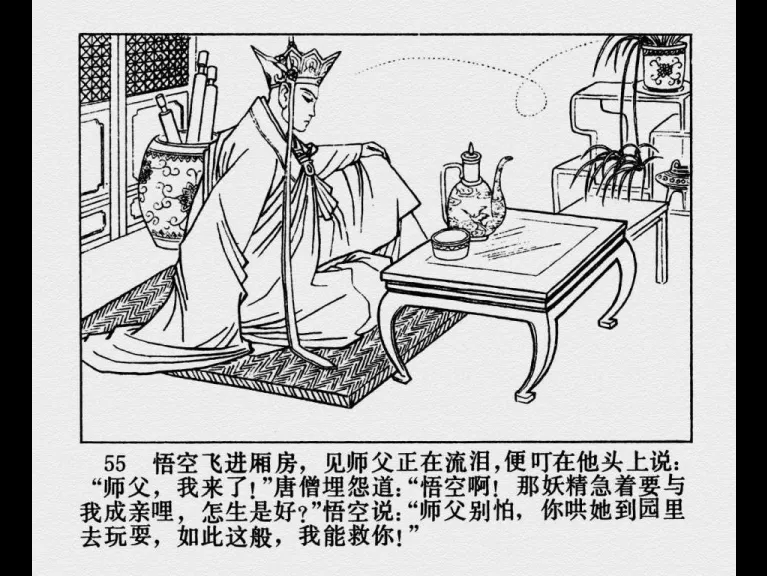 55 悟空飞进厢房，见师父正在流泪，便叮在他头上说：
“师父，我来了！”唐僧埋怨道：“悟空啊！那妖精急着要与
我成亲哩，怎生是好？”悟空说：“师父别怕，你哄她到园里
去玩耍，如此这般，我能救你！”